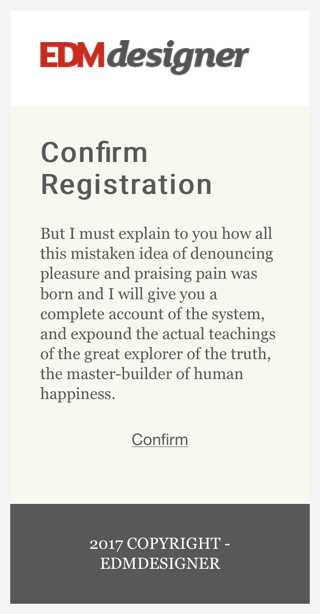 EDMdesigner
Confirm
Registration
But I must explain to you how all
this mistaken idea of denouncing
pleasure and praising pain was
born and I will give you a
complete account of the system,
and expound the actual teachings
of the great explorer of the truth,
the master-builder of human
happiness.
Confirm
2017 COPYRIGHT -
EDMDESIGNER